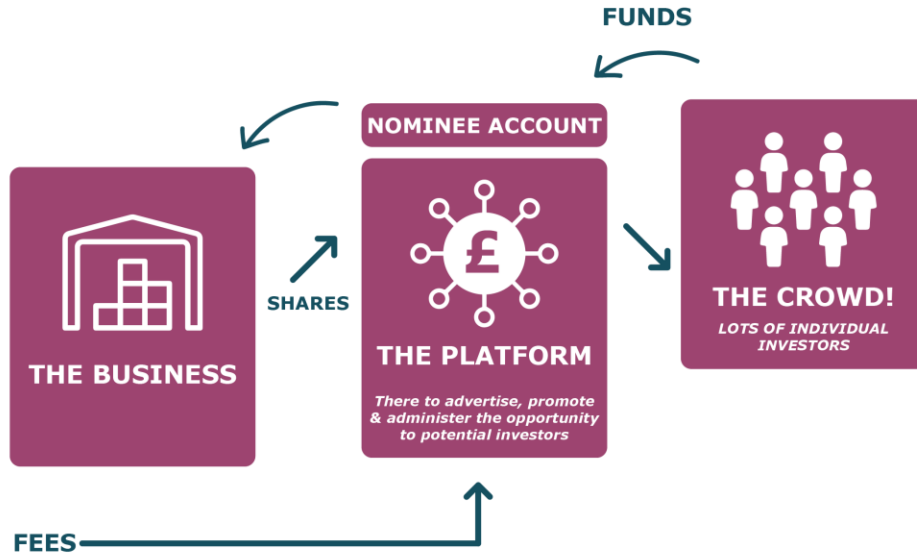 FUNDS
NOMINEE ACCOUNT
£
SHARES
THE BUSINESS
THE PLATFORM
There to advertise, promote
& administer the opportunity
to potential investors
THE CROWD!
LOTS OF INDIVIDUAL
INVESTORS
FEES